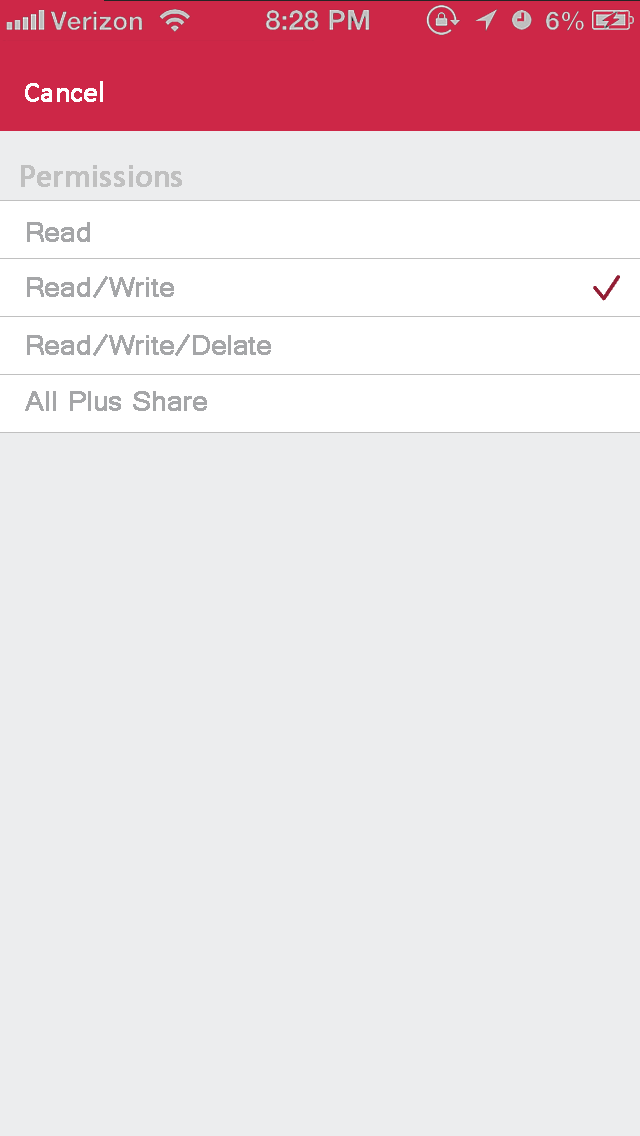 Verizon 8:28 PM 6%
Cancel
Permissions
Read
Read/Write
Read/Write/Delate
All Plus Share